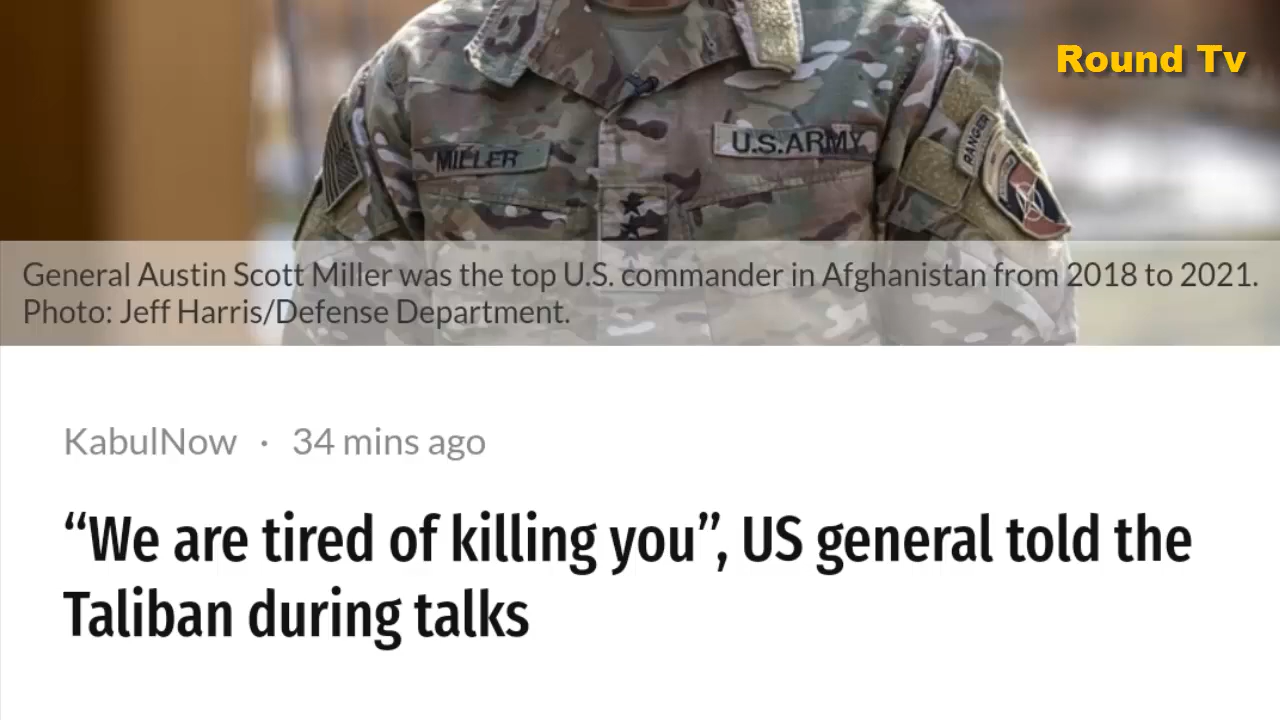 Round Tv
MILLER
U.S.ARMY
RANGER
General Austin Scott Miller was the top U.S. commander in Afghanistan from 2018 to 2021.
Photo: Jeff Harris/Defense Department.
KabulNow · 34 mins ago
“We are tired of killing you”, US general told the
Taliban during talks